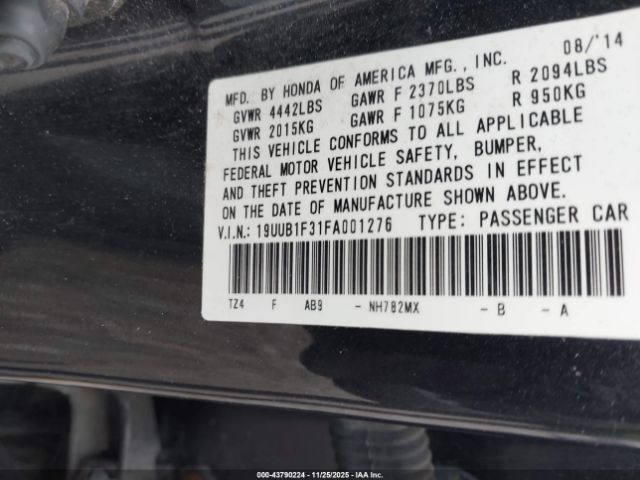 MFD. BY HONDA OF AMERICA MFG., INC. 08/'14
GVWR 4442LBS GAWR F 2370LBS R 2094LBS
GVWR 2015KG GAWR F 1075KG R 950KG
THIS VEHICLE CONFORMS TO ALL APPLICABLE
FEDERAL MOTOR VEHICLE SAFETY, BUMPER,
AND THEFT PREVENTION STANDARDS IN EFFECT
ON THE DATE OF MANUFACTURE SHOWN ABOVE.
V.I.N.: 19UUB1F31FA001276 TYPE: PASSENGER CAR
TZ4 F AB9 - NH782MX - B - A
000-43790224 - 11/25/2025 - IAAI.COM